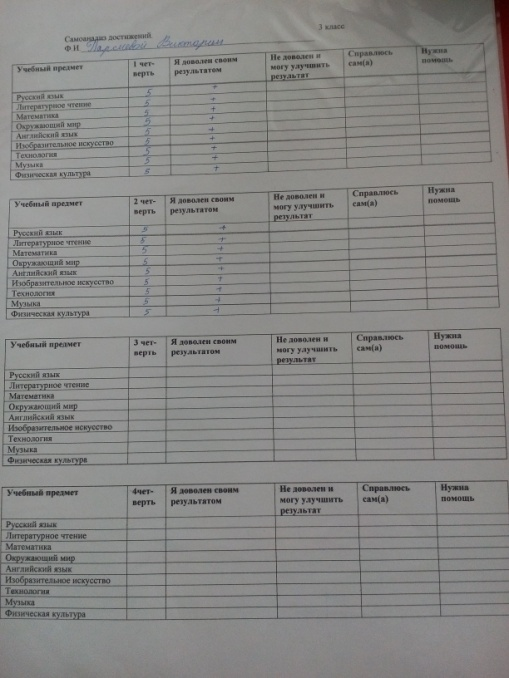 3 класс
Самоанализ достижений
Ф.И
Учебный предмет 1 чет-верть Я доволен своим результатом Не доволен и могу улучшить результат Справлюсь сам(а) Нужна помощь
Русский язык 5 +
Литературное чтение 5 +
Математика 5 +
Окружающий мир 5 +
Английский язык 5 +
Изобразительное искусство 5 +
Технология 5 +
Музыка 5 +
Физическая культура +
Учебный предмет 2 чет-верть Я доволен своим результатом Не доволен и могу улучшить результат Справлюсь сам(а) Нужна помощь
Русский язык 5 +
Литературное чтение 5 +
Математика 5 +
Окружающий мир 5 +
Английский язык 5 +
Изобразительное искусство 5 +
Технология 5 +
Музыка 5 +
Физическая культура 5 +
Учебный предмет 3 чет-верть Я доволен своим результатом Не доволен и могу улучшить результат Справлюсь сам(а) Нужна помощь
Русский язык
Литературное чтение
Математика
Окружающий мир
Английский язык
Изобразительное искусство
Технология
Музыка
Физическая культура
Учебный предмет 4чет-верть Я доволен своим результатом Не доволен и могу улучшить результат Справлюсь сам(а) Нужна помощь
Русский язык
Литературное чтение
Математика
Окружающий мир
Английский язык
Изобразительное искусство
Технология
Музыка
Физическая культура